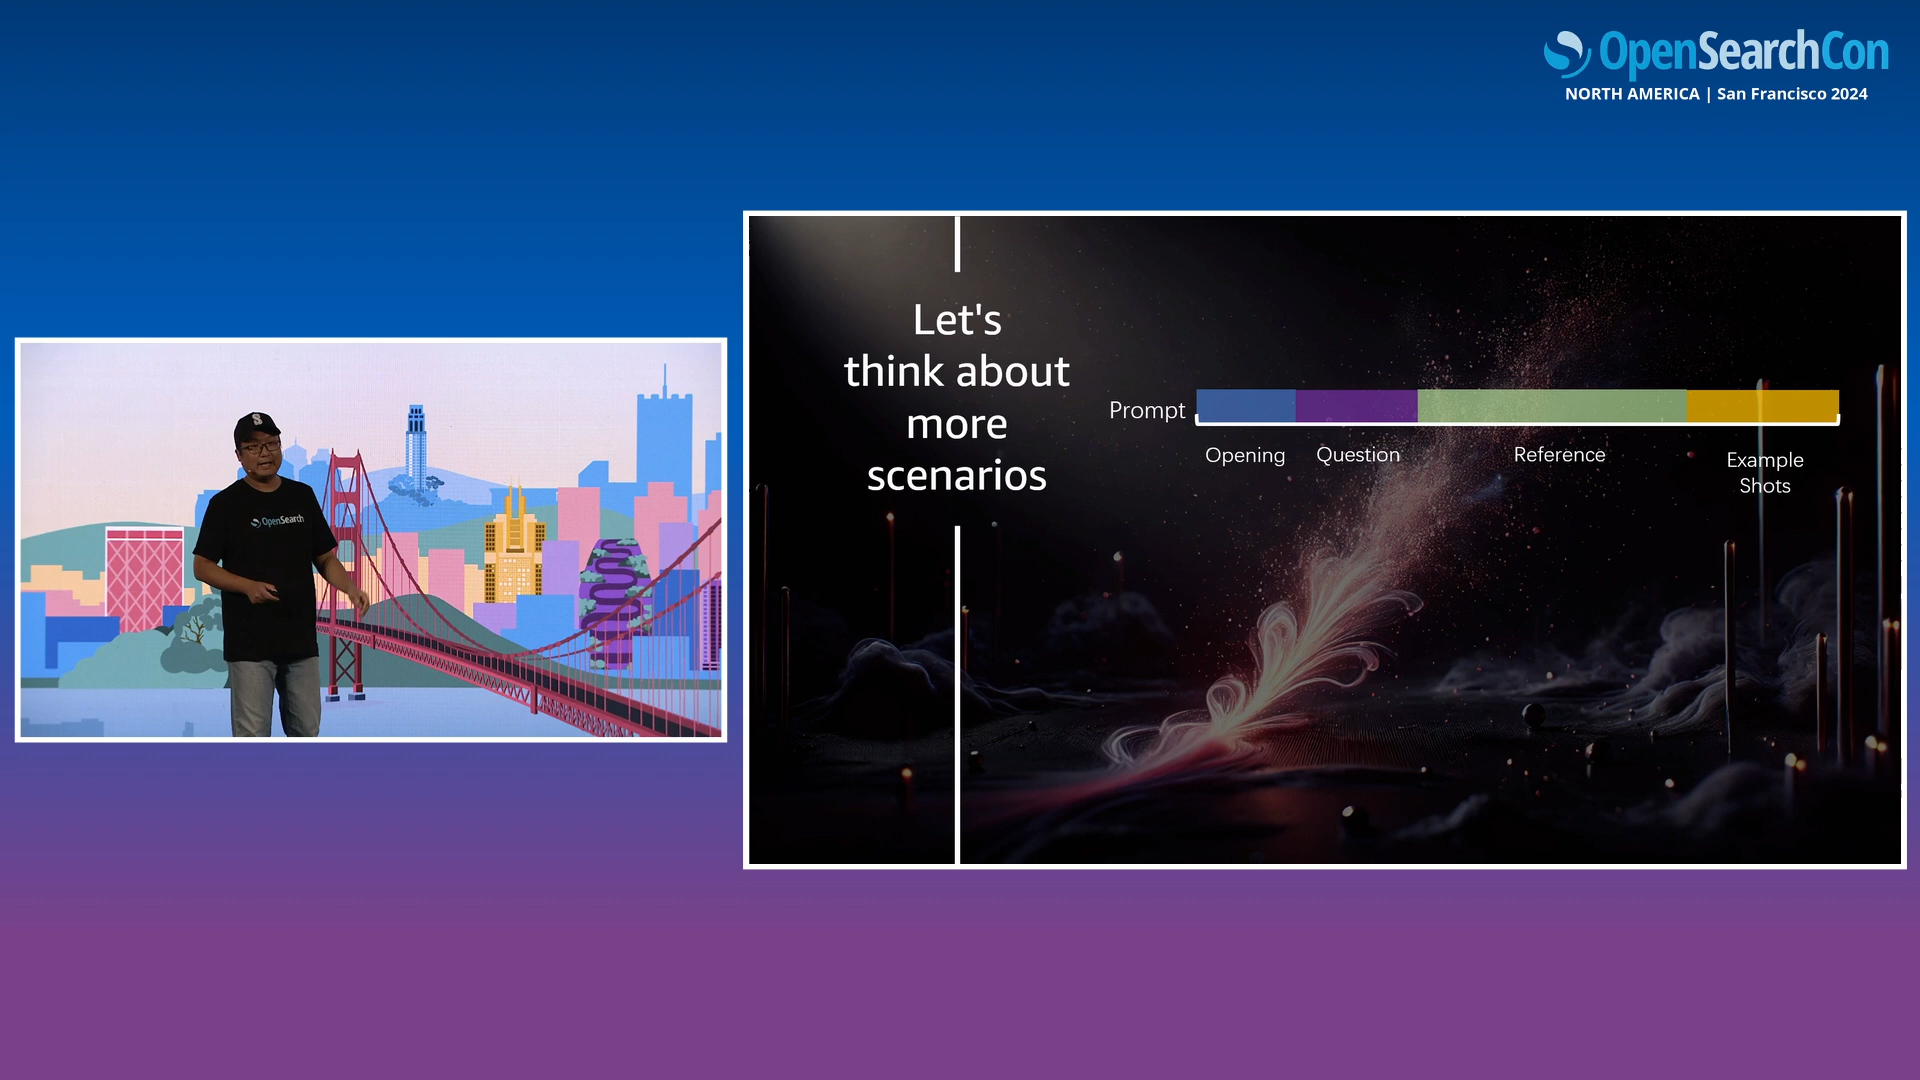 OpenSearchCon
NORTH AMERICA | San Francisco 2024
OpenSearch
Let's
think about
more
scenarios
Prompt
Opening
Question
Reference
Example
Shots